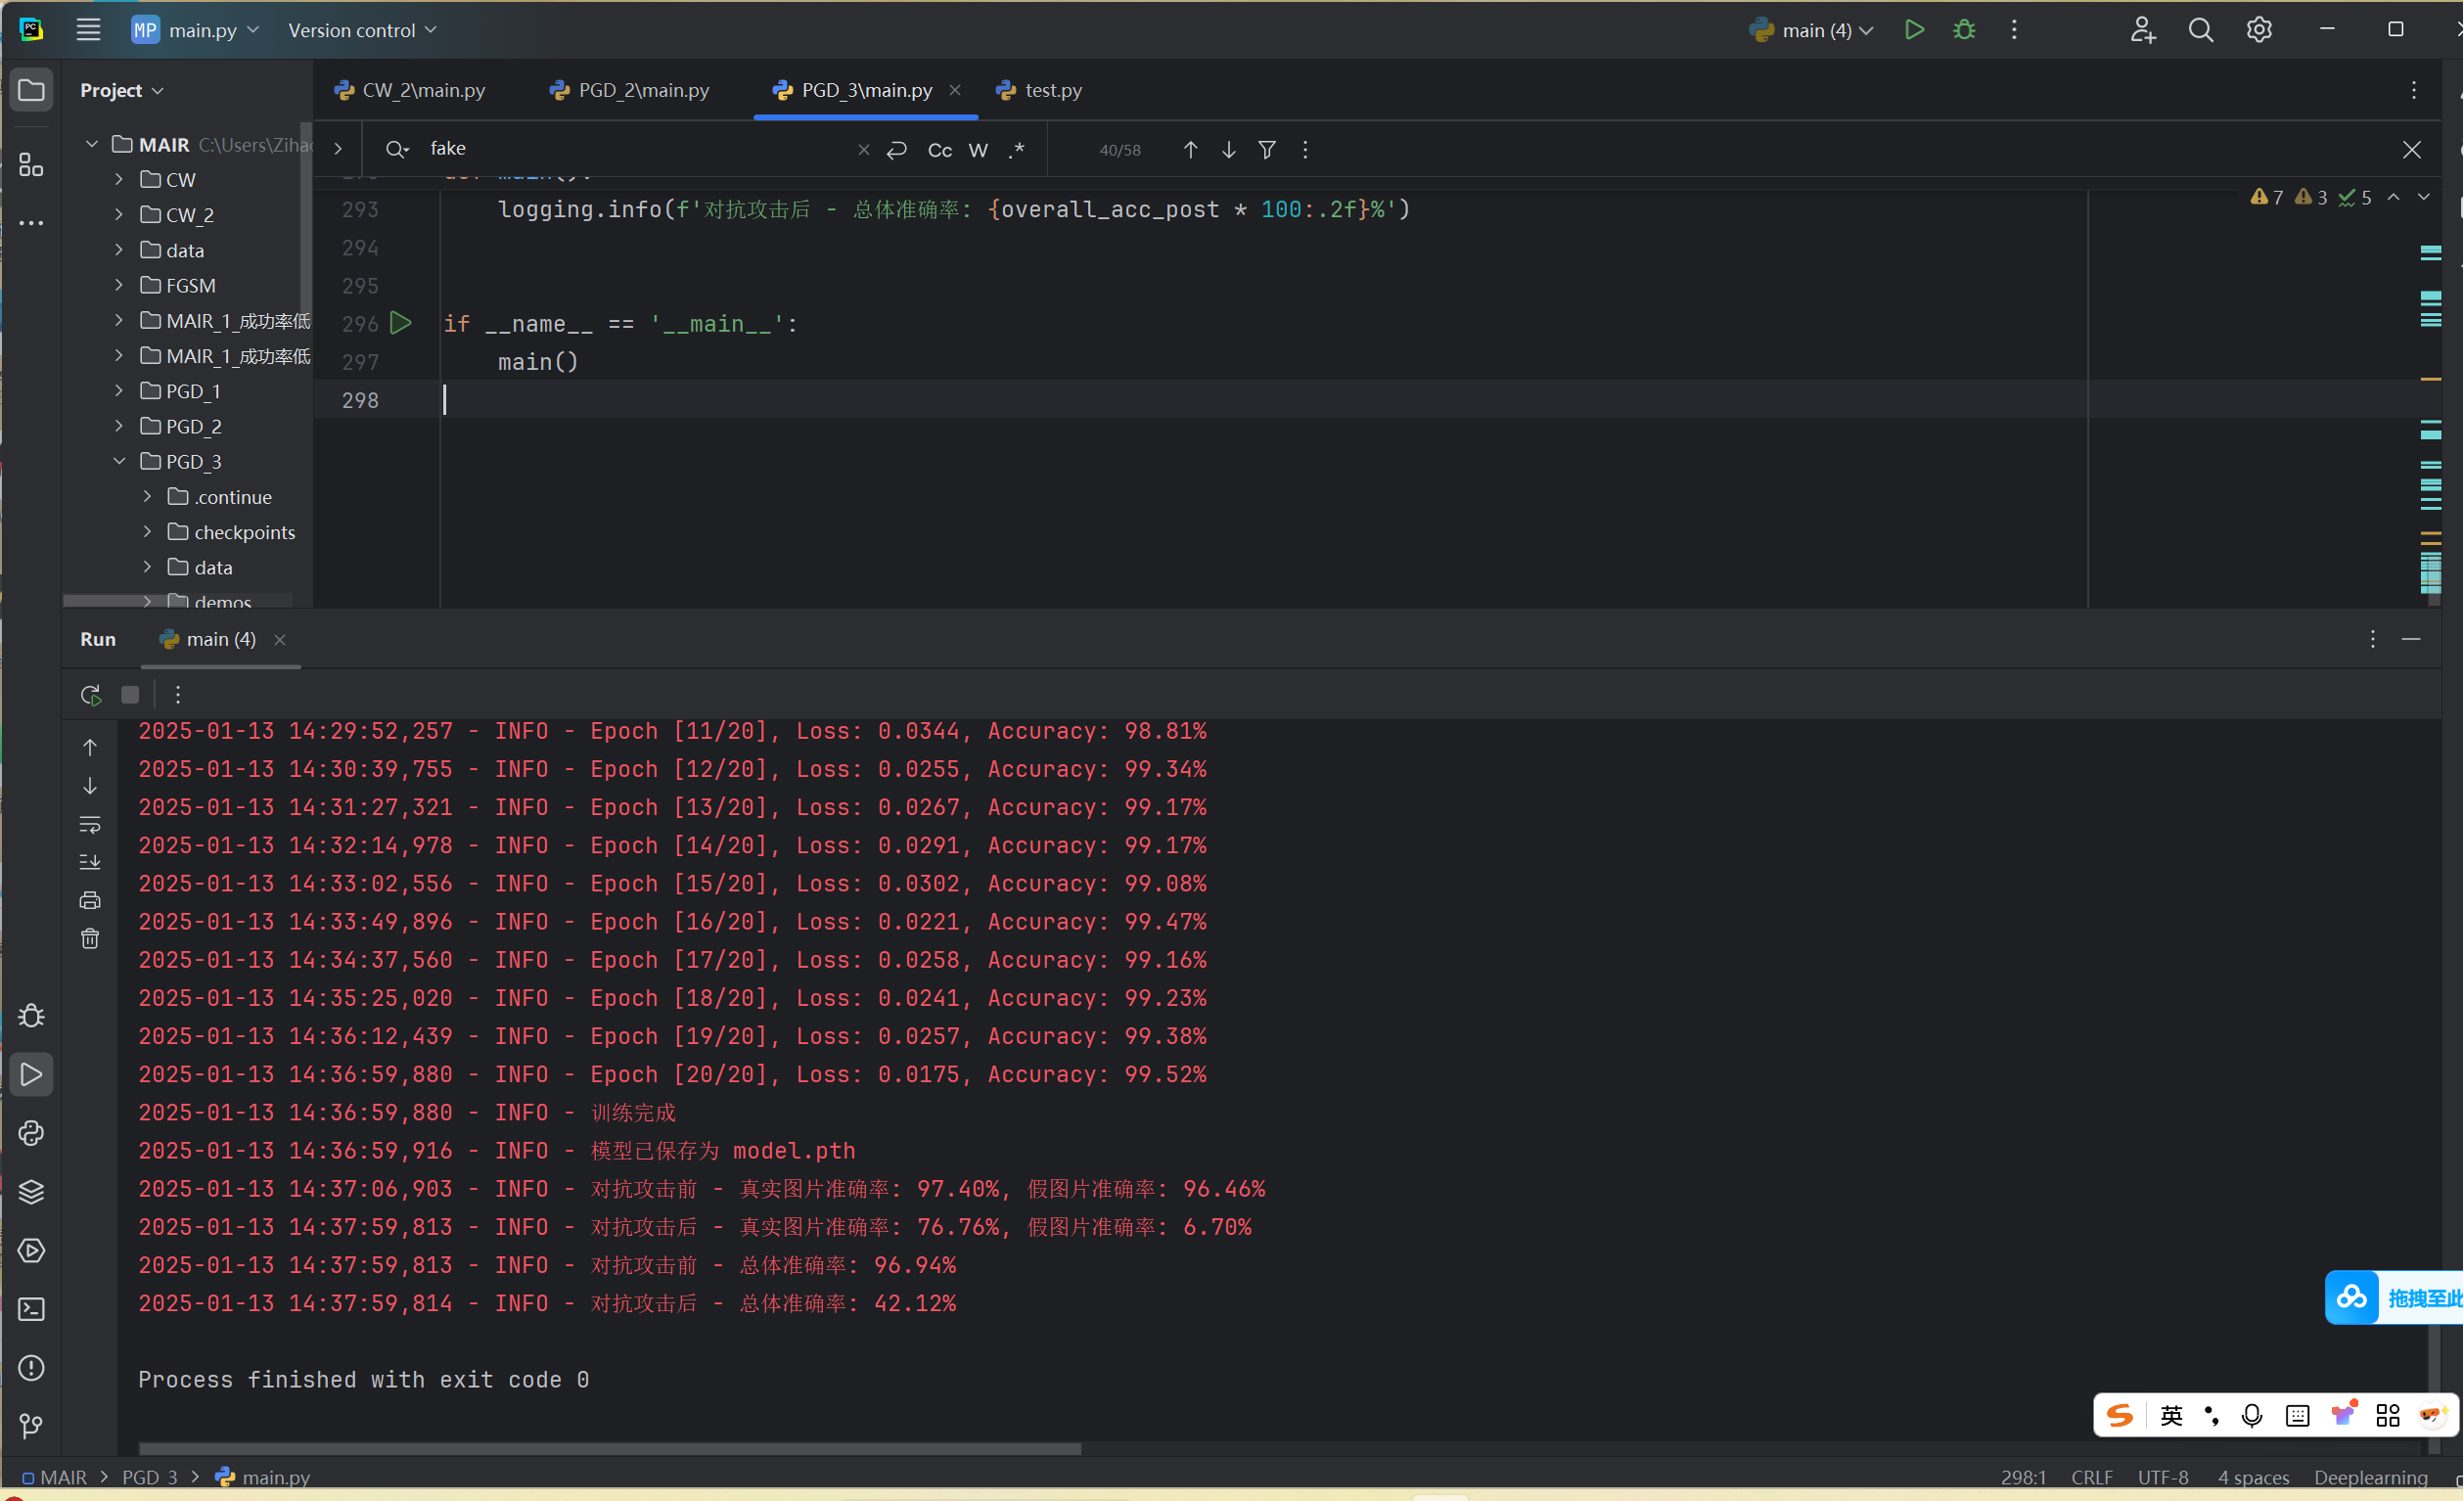 MP main.py Version control main (4)
Project
CW_2\main.py PGD_2\main.py PGD_3\main.py test.py
MAIR C:\Users\Ziha
fake Cc W .* 40/58
CW
CW_2
data
FGSM
MAIR_1_成功率低
MAIR_1_成功率低
PGD_1
PGD_2
PGD_3
.continue
checkpoints
data
demos
7 3 5
293 logging.info(f'对抗攻击后 - 总体准确率: {overall_acc_post * 100:.2f}%')
294
295
296 if __name__ == '__main__':
297 main()
298
Run main (4)
2025-01-13 14:29:52,257 - INFO - Epoch [11/20], Loss: 0.0344, Accuracy: 98.81%
2025-01-13 14:30:39,755 - INFO - Epoch [12/20], Loss: 0.0255, Accuracy: 99.34%
2025-01-13 14:31:27,321 - INFO - Epoch [13/20], Loss: 0.0267, Accuracy: 99.17%
2025-01-13 14:32:14,978 - INFO - Epoch [14/20], Loss: 0.0291, Accuracy: 99.17%
2025-01-13 14:33:02,556 - INFO - Epoch [15/20], Loss: 0.0302, Accuracy: 99.08%
2025-01-13 14:33:49,896 - INFO - Epoch [16/20], Loss: 0.0221, Accuracy: 99.47%
2025-01-13 14:34:37,560 - INFO - Epoch [17/20], Loss: 0.0258, Accuracy: 99.16%
2025-01-13 14:35:25,020 - INFO - Epoch [18/20], Loss: 0.0241, Accuracy: 99.23%
2025-01-13 14:36:12,439 - INFO - Epoch [19/20], Loss: 0.0257, Accuracy: 99.38%
2025-01-13 14:36:59,880 - INFO - Epoch [20/20], Loss: 0.0175, Accuracy: 99.52%
2025-01-13 14:36:59,880 - INFO - 训练完成
2025-01-13 14:36:59,916 - INFO - 模型已保存为 model.pth
2025-01-13 14:37:06,903 - INFO - 对抗攻击前 - 真实图片准确率: 97.40%, 假图片准确率: 96.46%
2025-01-13 14:37:59,813 - INFO - 对抗攻击后 - 真实图片准确率: 76.76%, 假图片准确率: 6.70%
2025-01-13 14:37:59,813 - INFO - 对抗攻击前 - 总体准确率: 96.94%
2025-01-13 14:37:59,814 - INFO - 对抗攻击后 - 总体准确率: 42.12%
拖拽至此
Process finished with exit code 0
英
MAIR > PGD_3 > main.py 298:1 CRLF UTF-8 4 spaces Deeplearning